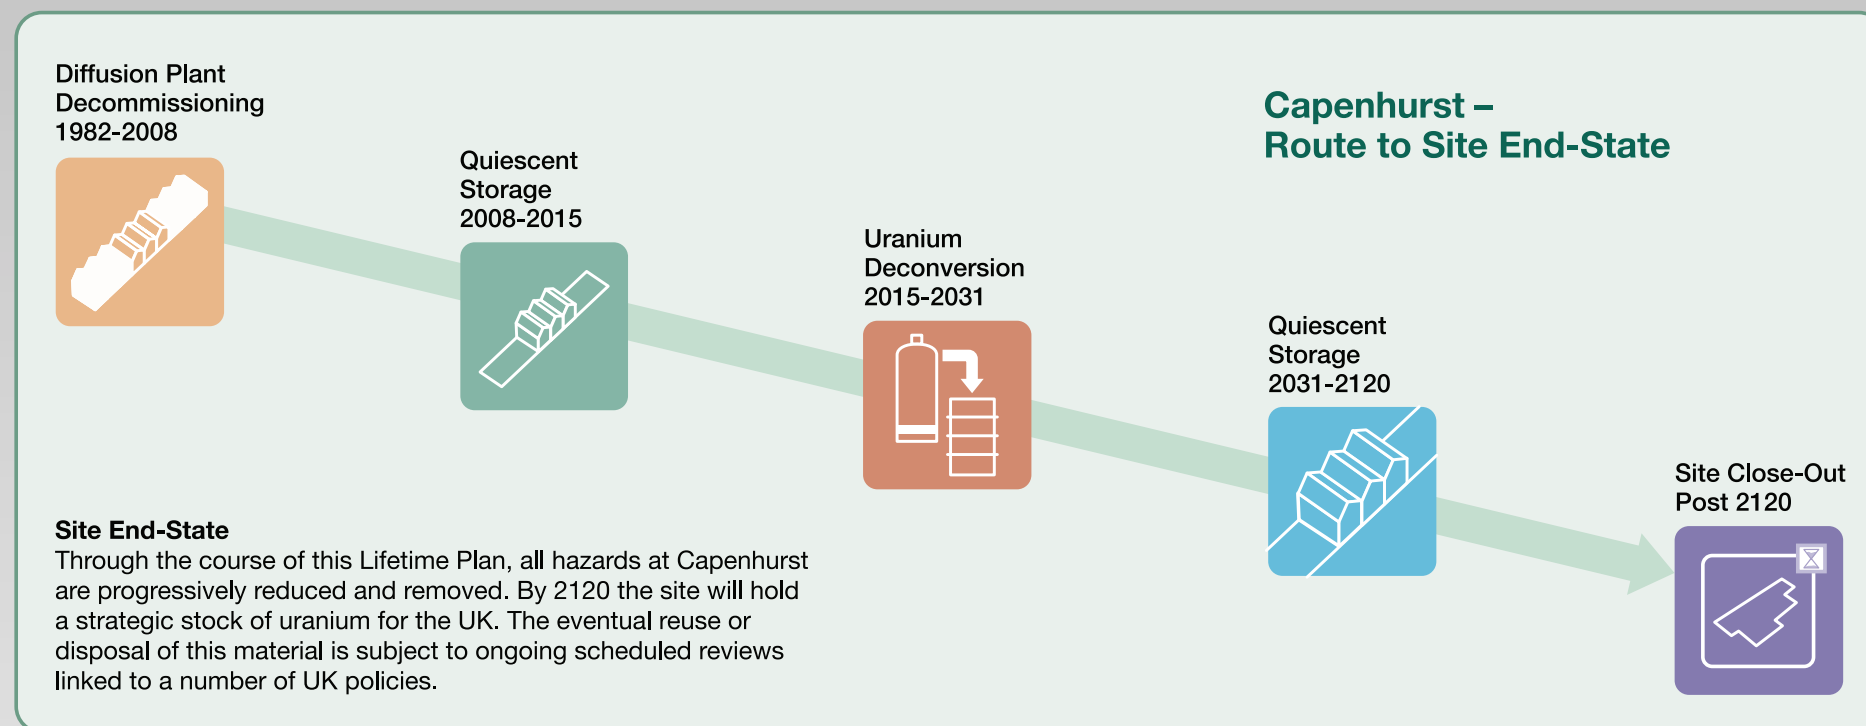 Capenhurst –
Route to Site End-State
Diffusion Plant
Decommissioning
1982-2008
Quiescent
Storage
2008-2015
Uranium
Deconversion
2015-2031
Quiescent
Storage
2031-2120
Site Close-Out
Post 2120
Site End-State
Through the course of this Lifetime Plan, all hazards at Capenhurst
are progressively reduced and removed. By 2120 the site will hold
a strategic stock of uranium for the UK. The eventual reuse or
disposal of this material is subject to ongoing scheduled reviews
linked to a number of UK policies.